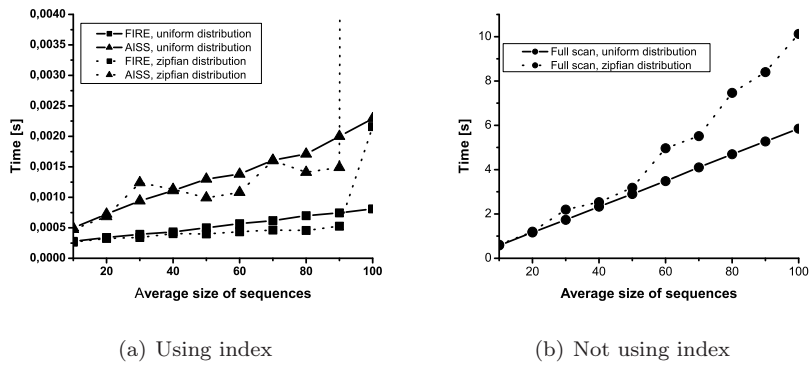 0,0040
0,0035
0,0030
0,0025
0,0020
0,0015
0,0010
0,0005
0,0000
Time [s]
FIRE, uniform distribution
AISS, uniform distribution
FIRE, zipfian distribution
AISS, zipfian distribution
20 40 60 80 100
Average size of sequences
(a) Using index
10
8
6
4
2
0
Time [s]
Full scan, uniform distribution
Full scan, zipfian distribution
20 40 60 80 100
Average size of sequences
(b) Not using index